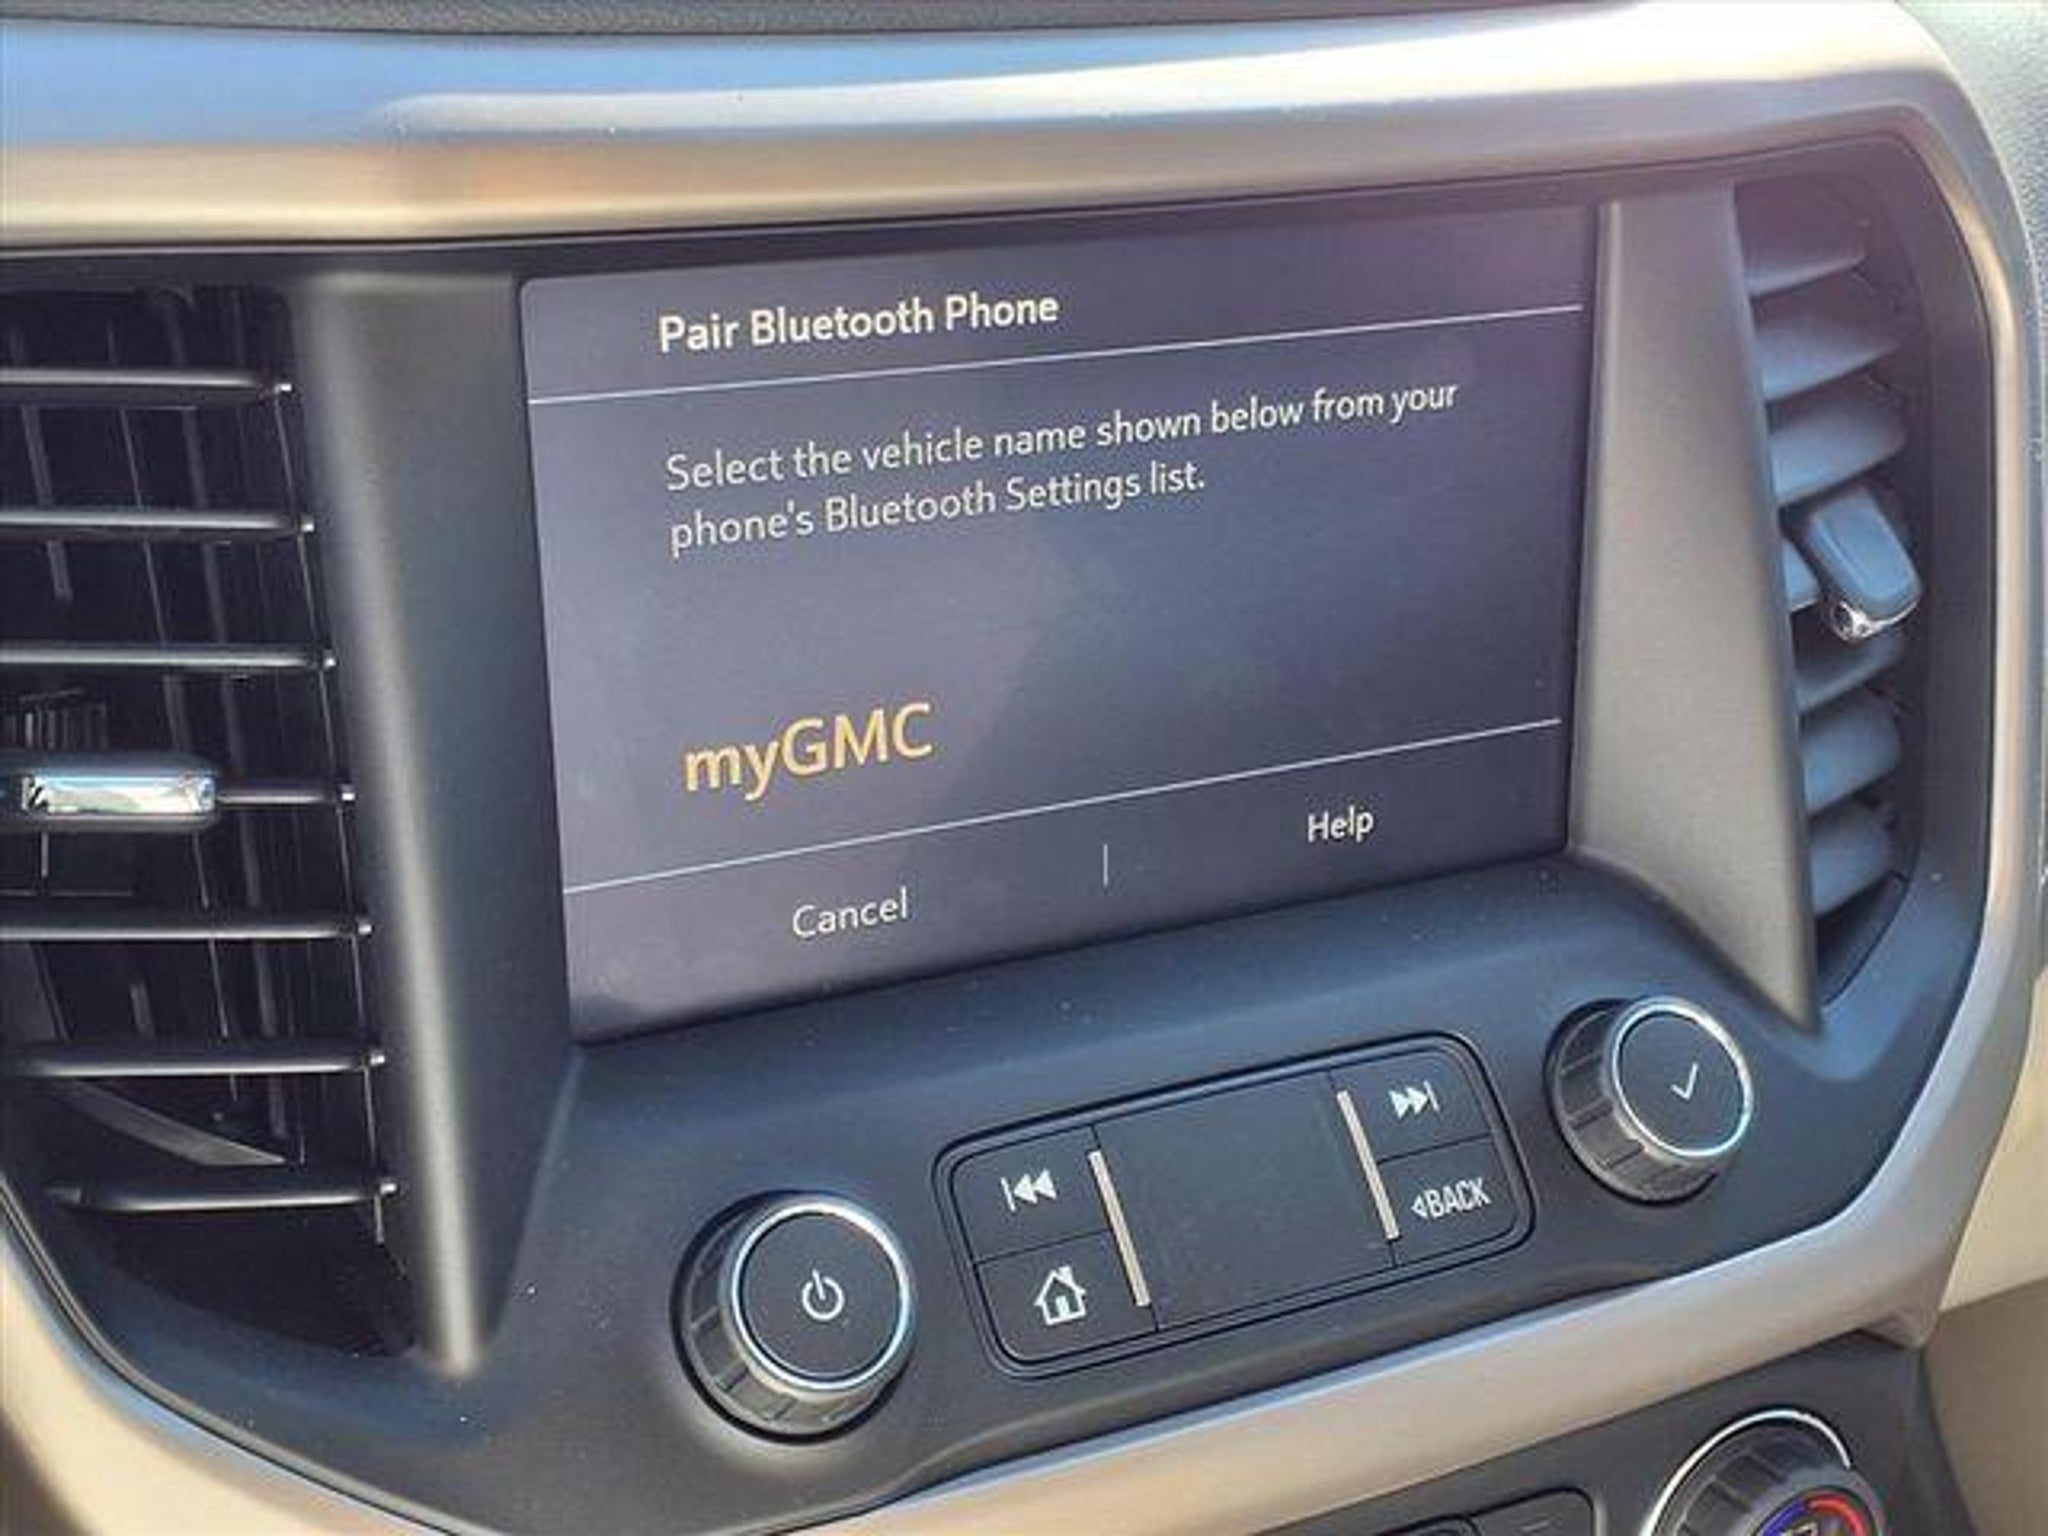 Pair Bluetooth Phone
Select the vehicle name shown below from your
phone's Bluetooth Settings list.
myGMC
Cancel
Help
BACK